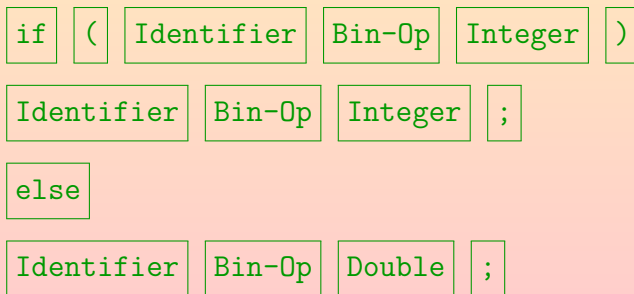 if ( Identifier Bin-Op Integer )
Identifier Bin-Op Integer ;
else
Identifier Bin-Op Double ;